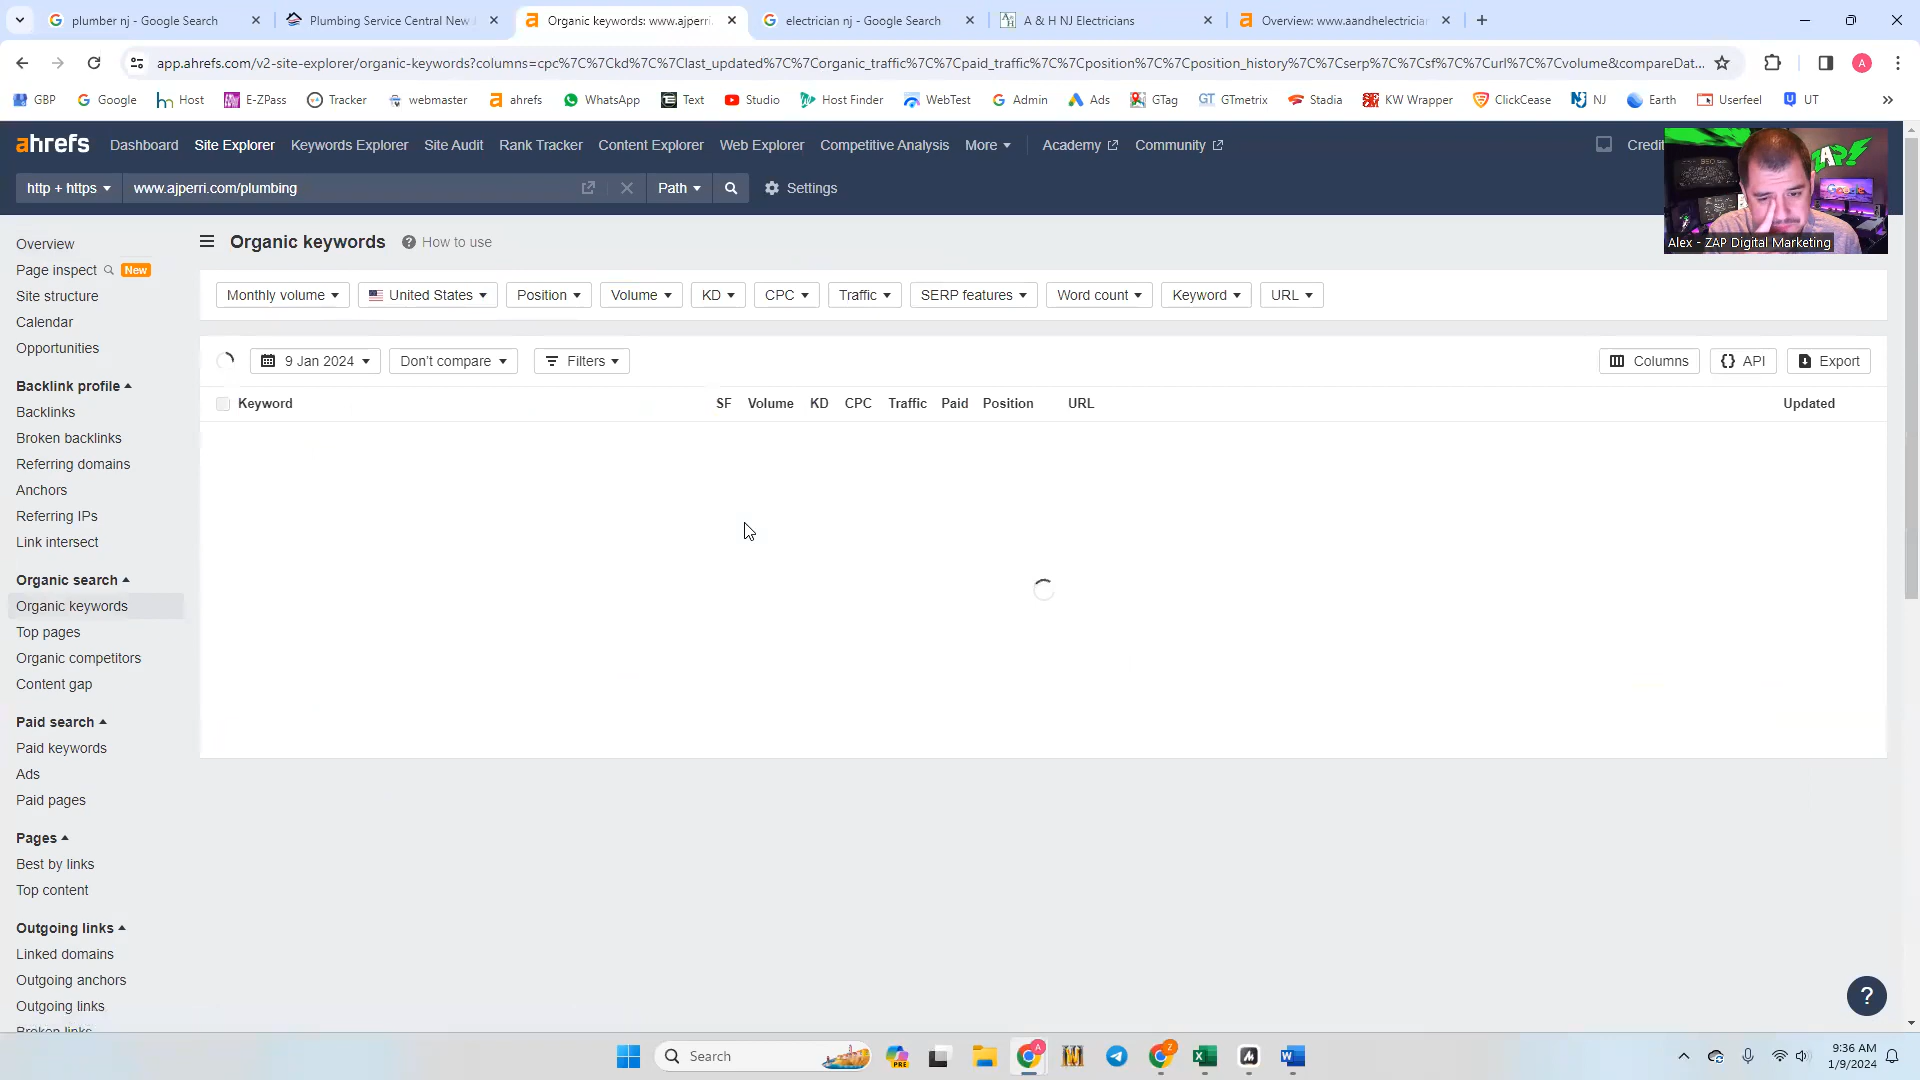 plumber nj - Google Search
Plumbing Service Central New
Organic keywords: www.ajperri.
electrician nj - Google Search
A & H NJ Electricians
Overview: www.aandhelectrician
app.ahrefs.com/v2-site-explorer/organic-keywords?columns=cpc%7C%7Ckd%7C%7Clast_updated%7C%7Corganic_traffic%7C%7Cpaid_traffic%7C%7Cposition%7C%7Cposition_history%7C%7Cserp%7C%7Csf%7C%7Curl%7C%7Cvolume&compareDat...
A
GBP Google Host E-ZPass Tracker webmaster ahrefs WhatsApp Text Studio Host Finder WebTest Admin Ads GTag GTmetrix Stadia KW Wrapper ClickCease NJ Earth Userfeel UT
ahrefs Dashboard Site Explorer Keywords Explorer Site Audit Rank Tracker Content Explorer Web Explorer Competitive Analysis More Academy Community Credit
http + https www.ajperri.com/plumbing Path Settings
ZAP!
Alex - ZAP Digital Marketing
Organic keywords How to use
Monthly volume United States Position Volume KD CPC Traffic SERP features Word count Keyword URL
9 Jan 2024 Don't compare Filters Columns API Export
Keyword SF Volume KD CPC Traffic Paid Position URL Updated
Overview
Page inspect New
Site structure
Calendar
Opportunities
Backlink profile
Backlinks
Broken backlinks
Referring domains
Anchors
Referring IPs
Link intersect
Organic search
Organic keywords
Top pages
Organic competitors
Content gap
Paid search
Paid keywords
Ads
Paid pages
Pages
Best by links
Top content
Outgoing links
Linked domains
Outgoing anchors
Outgoing links
Broken links
?
Search
PRE
9:36 AM
1/9/2024